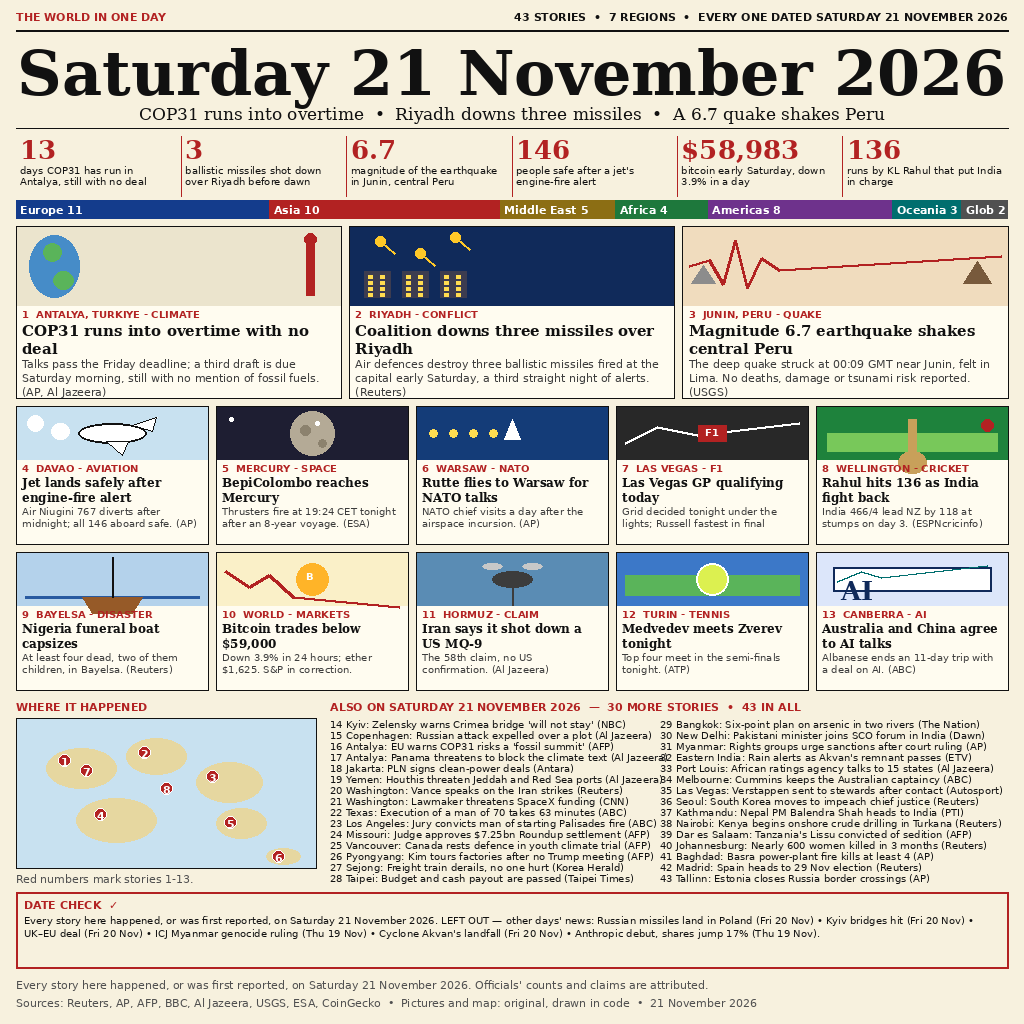 THE WORLD IN ONE DAY
43 STORIES • 7 REGIONS • EVERY ONE DATED SATURDAY 21 NOVEMBER 2026
Saturday 21 November 2026
COP31 runs into overtime • Riyadh downs three missiles • A 6.7 quake shakes Peru
13
days COP31 has run in
Antalya, still with no deal
3
ballistic missiles shot down
over Riyadh before dawn
6.7
magnitude of the earthquake
in Junin, central Peru
146
people safe after a jet's
engine-fire alert
$58,983
bitcoin early Saturday, down
3.9% in a day
136
runs by KL Rahul that put India
in charge
Europe 11
Asia 10
Middle East 5
Africa 4
Americas 8
Oceania 3
Glob 2
1 ANTALYA, TURKIYE - CLIMATE
COP31 runs into overtime with no
deal
Talks pass the Friday deadline; a third draft is due
Saturday morning, still with no mention of fossil fuels.
(AP, Al Jazeera)
2 RIYADH - CONFLICT
Coalition downs three missiles over
Riyadh
Air defences destroy three ballistic missiles fired at the
capital early Saturday, a third straight night of alerts.
(Reuters)
3 JUNIN, PERU - QUAKE
Magnitude 6.7 earthquake shakes
central Peru
The deep quake struck at 00:09 GMT near Junin, felt in
Lima. No deaths, damage or tsunami risk reported.
(USGS)
4 DAVAO - AVIATION
Jet lands safely after
engine-fire alert
Air Niugini 767 diverts after
midnight; all 146 aboard safe. (AP)
5 MERCURY - SPACE
BepiColombo reaches
Mercury
Thrusters fire at 19:24 CET tonight
after an 8-year voyage. (ESA)
6 WARSAW - NATO
Rutte flies to Warsaw for
NATO talks
NATO chief visits a day after the
airspace incursion. (AP)
F1
7 LAS VEGAS - F1
Las Vegas GP qualifying
today
Grid decided tonight under the
lights; Russell fastest in final
8 WELLINGTON - CRICKET
Rahul hits 136 as India
fight back
India 466/4 lead NZ by 118 at
stumps on day 3. (ESPNcricinfo)
9 BAYELSA - DISASTER
Nigeria funeral boat
capsizes
At least four dead, two of them
children, in Bayelsa. (Reuters)
B
10 WORLD - MARKETS
Bitcoin trades below
$59,000
Down 3.9% in 24 hours; ether
$1,625. S&P in correction.
11 HORMUZ - CLAIM
Iran says it shot down a
US MQ-9
The 58th claim, no US
confirmation. (Al Jazeera)
12 TURIN - TENNIS
Medvedev meets Zverev
tonight
Top four meet in the semi-finals
tonight. (ATP)
AI
13 CANBERRA - AI
Australia and China agree
to AI talks
Albanese ends an 11-day trip with
a deal on AI. (ABC)
WHERE IT HAPPENED
1
2
3
7
8
4
5
6
Red numbers mark stories 1-13.
ALSO ON SATURDAY 21 NOVEMBER 2026 — 30 MORE STORIES • 43 IN ALL
14 Kyiv: Zelensky warns Crimea bridge 'will not stay' (NBC)
15 Copenhagen: Russian attack expelled over a plot (Al Jazeera)
16 Antalya: EU warns COP31 risks a 'fossil summit' (AFP)
17 Antalya: Panama threatens to block the climate text (Al Jazeera)
18 Jakarta: PLN signs clean-power deals (Antara)
19 Yemen: Houthis threaten Jeddah and Red Sea ports (Al Jazeera)
20 Washington: Vance speaks on the Iran strikes (Reuters)
21 Washington: Lawmaker threatens SpaceX funding (CNN)
22 Texas: Execution of a man of 70 takes 63 minutes (ABC)
23 Los Angeles: Jury convicts man of starting Palisades fire (ABC)
24 Missouri: Judge approves $7.25bn Roundup settlement (AFP)
25 Vancouver: Canada rests defence in youth climate trial (AFP)
26 Pyongyang: Kim tours factories after no Trump meeting (AFP)
27 Sejong: Freight train derails, no one hurt (Korea Herald)
28 Taipei: Budget and cash payout are passed (Taipei Times)
29 Bangkok: Six-point plan on arsenic in two rivers (The Nation)
30 New Delhi: Pakistani minister joins SCO forum in India (Dawn)
31 Myanmar: Rights groups urge sanctions after court ruling (AP)
32 Eastern India: Rain alerts as Akvan's remnant passes (ETV)
33 Port Louis: African ratings agency talks to 15 states (Al Jazeera)
34 Melbourne: Cummins keeps the Australian captaincy (ABC)
35 Las Vegas: Verstappen sent to stewards after contact (Autosport)
36 Seoul: South Korea moves to impeach chief justice (Reuters)
37 Kathmandu: Nepal PM Balendra Shah heads to India (PTI)
38 Nairobi: Kenya begins onshore crude drilling in Turkana (Reuters)
39 Dar es Salaam: Tanzania's Lissu convicted of sedition (AFP)
40 Johannesburg: Nearly 600 women killed in 3 months (Reuters)
41 Baghdad: Basra power-plant fire kills at least 4 (AP)
42 Madrid: Spain heads to 29 Nov election (Reuters)
43 Tallinn: Estonia closes Russia border crossings (AP)
DATE CHECK ✓
Every story here happened, or was first reported, on Saturday 21 November 2026. LEFT OUT — other days' news: Russian missiles land in Poland (Fri 20 Nov) • Kyiv bridges hit (Fri 20 Nov) •
UK–EU deal (Fri 20 Nov) • ICJ Myanmar genocide ruling (Thu 19 Nov) • Cyclone Akvan's landfall (Fri 20 Nov) • Anthropic debut, shares jump 17% (Thu 19 Nov).
Every story here happened, or was first reported, on Saturday 21 November 2026. Officials' counts and claims are attributed.
Sources: Reuters, AP, AFP, BBC, Al Jazeera, USGS, ESA, CoinGecko • Pictures and map: original, drawn in code • 21 November 2026